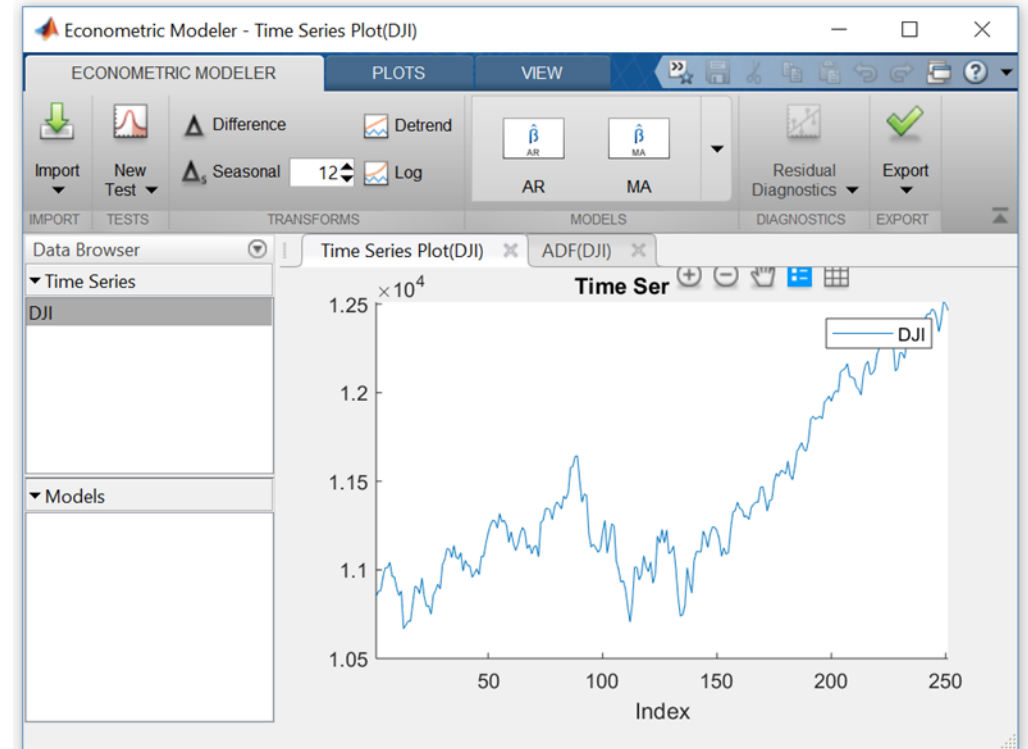 Econometric Modeler - Time Series Plot(DJI)
ECONOMETRIC MODELER PLOTS VIEW
Difference Detrend
Import New Test Δs Seasonal 12 Log
β̂ AR β̂ MA
AR MA
Residual Diagnostics Export
IMPORT TESTS TRANSFORMS MODELS DIAGNOSTICS EXPORT
Data Browser
Time Series Plot(DJI) ADF(DJI)
Time Series
DJI
Models
Time Ser
×10⁴
1.25
1.2
1.15
1.1
1.05
DJI
50 100 150 200 250
Index